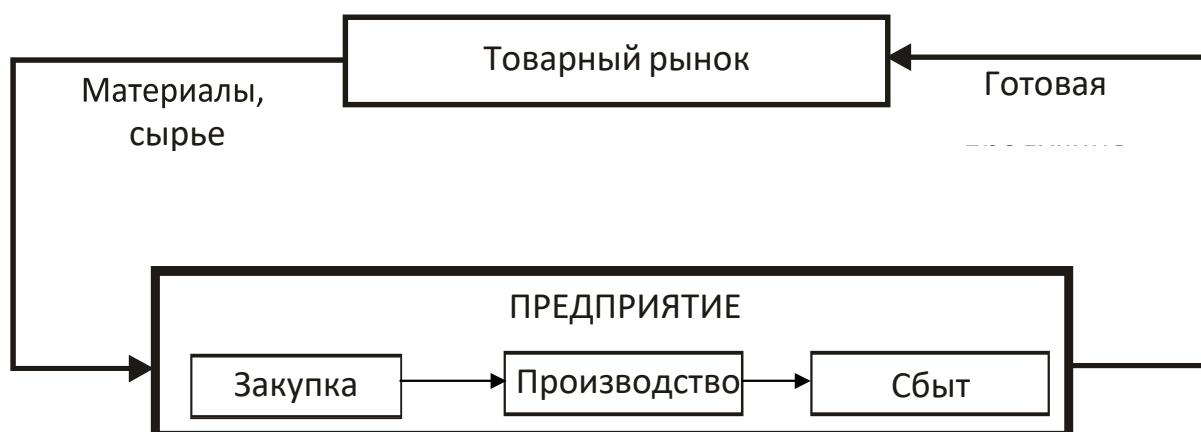 Товарный рынок
Материалы,
сырье
Готовая
ПРЕДПРИЯТИЕ
Закупка
Производство
Сбыт